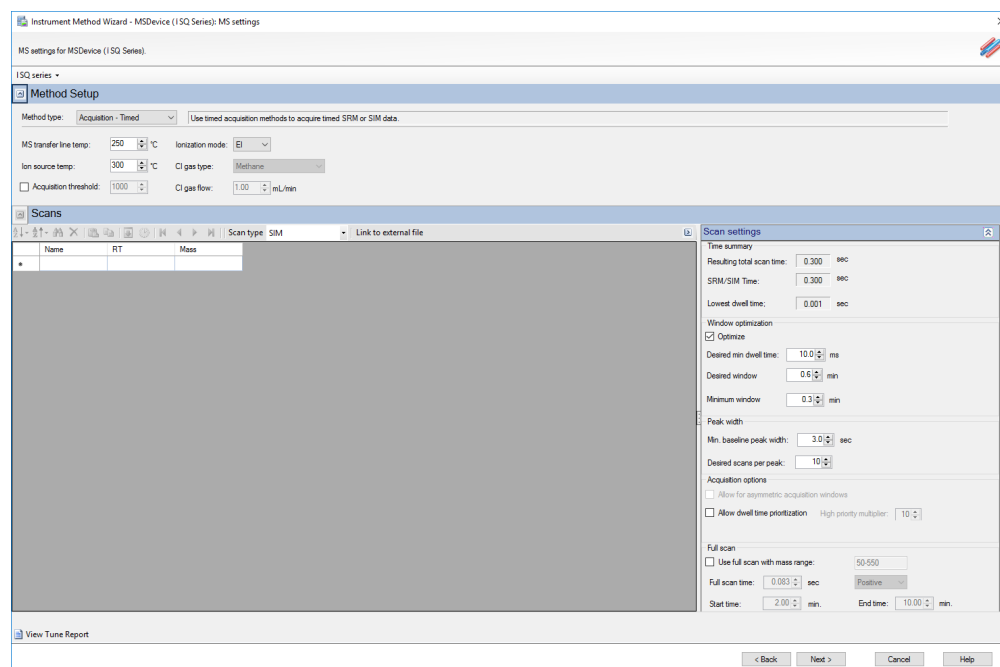 Instrument Method Wizard - MSDevice (ISQ Series): MS settings
MS settings for MSDevice (ISQ Series).
ISQ series
Method Setup
Method type: Acquisition - Timed Use timed acquisition methods to acquire timed SRM or SIM data.
MS transfer line temp: 250 °C Ionization mode: EI
Ion source temp: 300 °C CI gas type: Methane
Acquisition threshold: 1000 CI gas flow: 1.00 mL/min
Scans
Scan type SIM Link to external file
Name RT Mass
*
Scan settings
Time summary
Resulting total scan time: 0.300 sec
SRM/SIM Time: 0.300 sec
Lowest dwell time; 0.001 sec
Window optimization
Optimize
Desired min dwell time: 10.0 ms
Desired window 0.6 min
Minimum window 0.3 min
Peak width
Min. baseline peak width: 3.0 sec
Desired scans per peak: 10
Acquisition options
Allow for asymmetric acquisition windows
Allow dwell time prioritization High priority multiplier: 10
Full scan
Use full scan with mass range: 50-550
Full scan time: 0.083 sec Positive
Start time: 2.00 min. End time: 10.00 min.
View Tune Report
< Back Next > Cancel Help